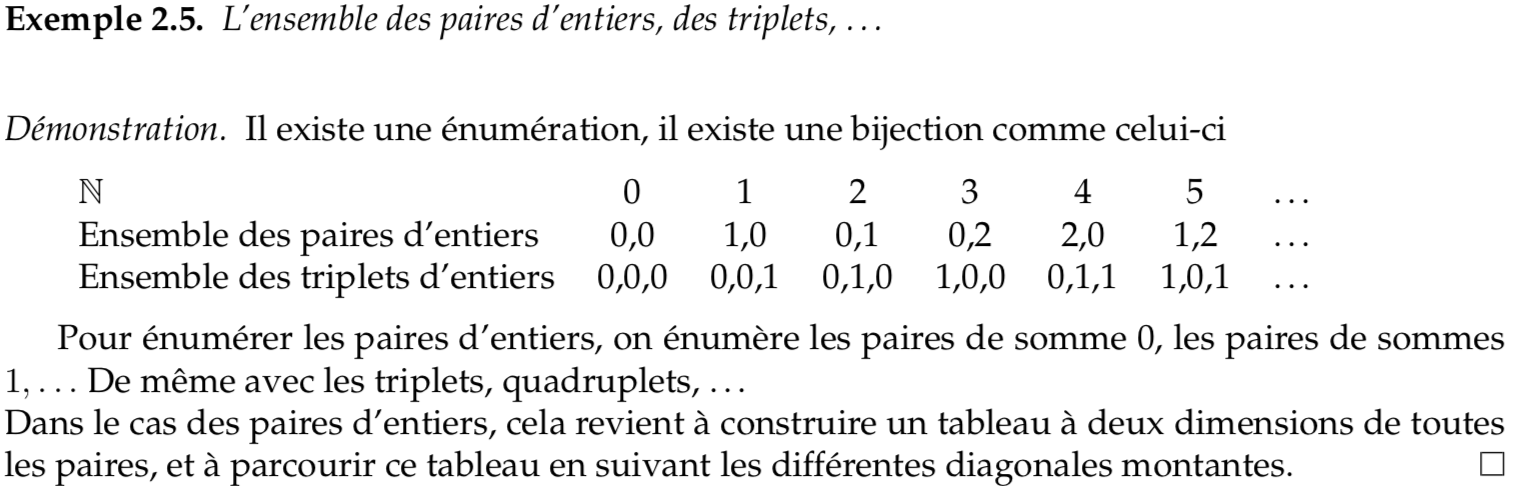 Exemple 2.5. L'ensemble des paires d'entiers, des triplets, ...
Démonstration. Il existe une énumération, il existe une bijection comme celui-ci
ℕ 0 1 2 3 4 5 ...
Ensemble des paires d'entiers 0,0 1,0 0,1 0,2 2,0 1,2 ...
Ensemble des triplets d'entiers 0,0,0 0,0,1 0,1,0 1,0,0 0,1,1 1,0,1 ...
Pour énumérer les paires d'entiers, on énumère les paires de somme 0, les paires de sommes
1, ... De même avec les triplets, quadruplets, ...
Dans le cas des paires d'entiers, cela revient à construire un tableau à deux dimensions de toutes
les paires, et à parcourir ce tableau en suivant les différentes diagonales montantes. □